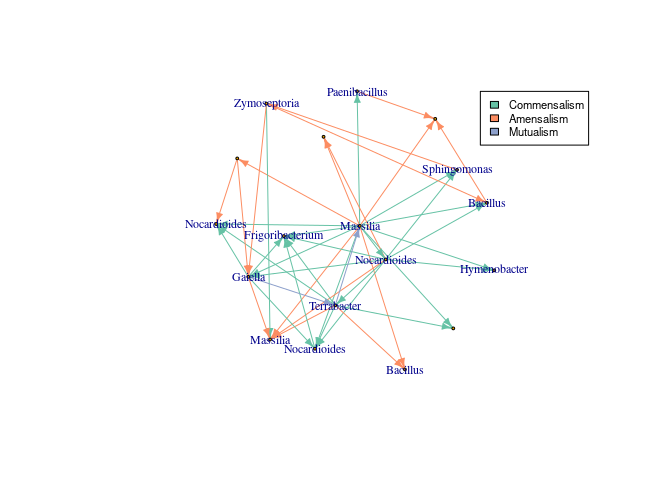 Paenibacillus
Zymoseptoria
Commensalism
Amensalism
Mutualism
Sphingomonas
Bacillus
Nocardioides
Massilia
Frigoribacterium
Nocardioides
Hymenobacter
Gaiella
Terrabacter
Massilia
Nocardioides
Bacillus